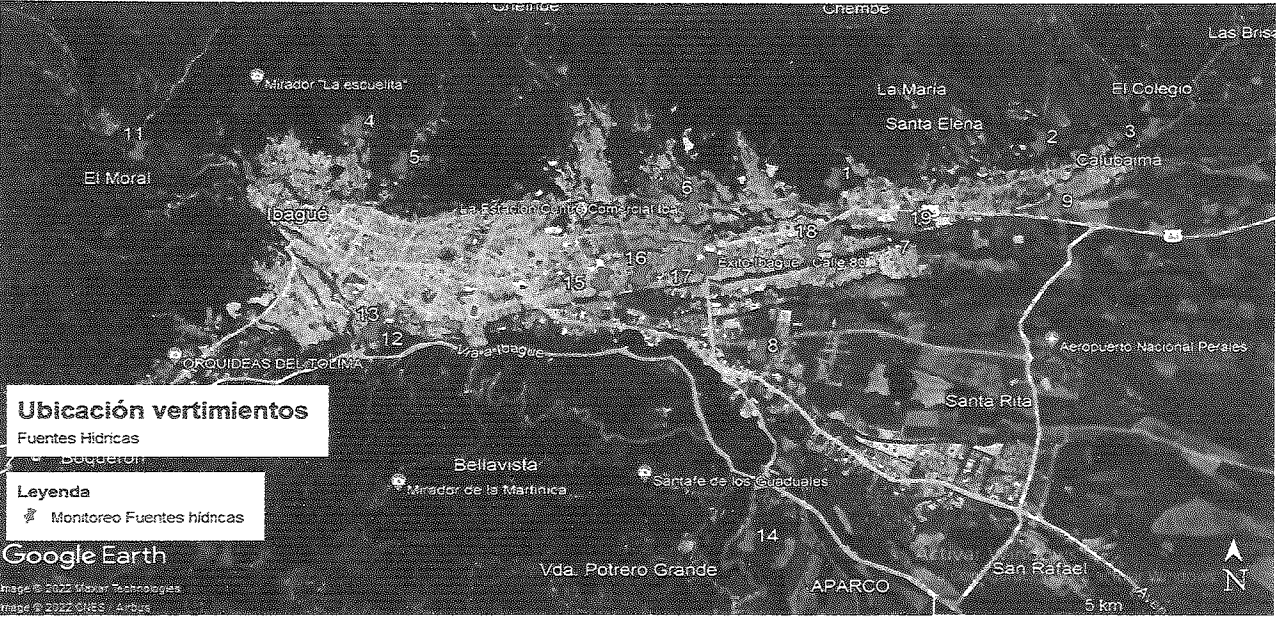 Cheinbe
Chembe
Las Brisa
Mirador "La escuelita"
La María
El Colegio
Santa Elena
4
11
2
3
5
El Moral
Calubaima
1
6
9
Ibagué
La Estación Centro Comercial Iba
19
18
7
16
Exito Ibagué - Calle 80
17
15
13
12
8
Vía a Ibagué
Aeropuerto Nacional Perales
ORQUIDEAS DEL TOLIMA
Ubicación vertimientos
Fuentes Hídricas
Santa Rita
Boquerón
Bellavista
Mirador de la Martinica
Santafe de los Guaduales
Leyenda
Monitoreo Fuentes hídricas
14
Google Earth
Vda. Potrero Grande
San Rafael
APARCO
N
Image © 2022 Maxar Technologies
Image © 2022 CNES / Airbus
5 km